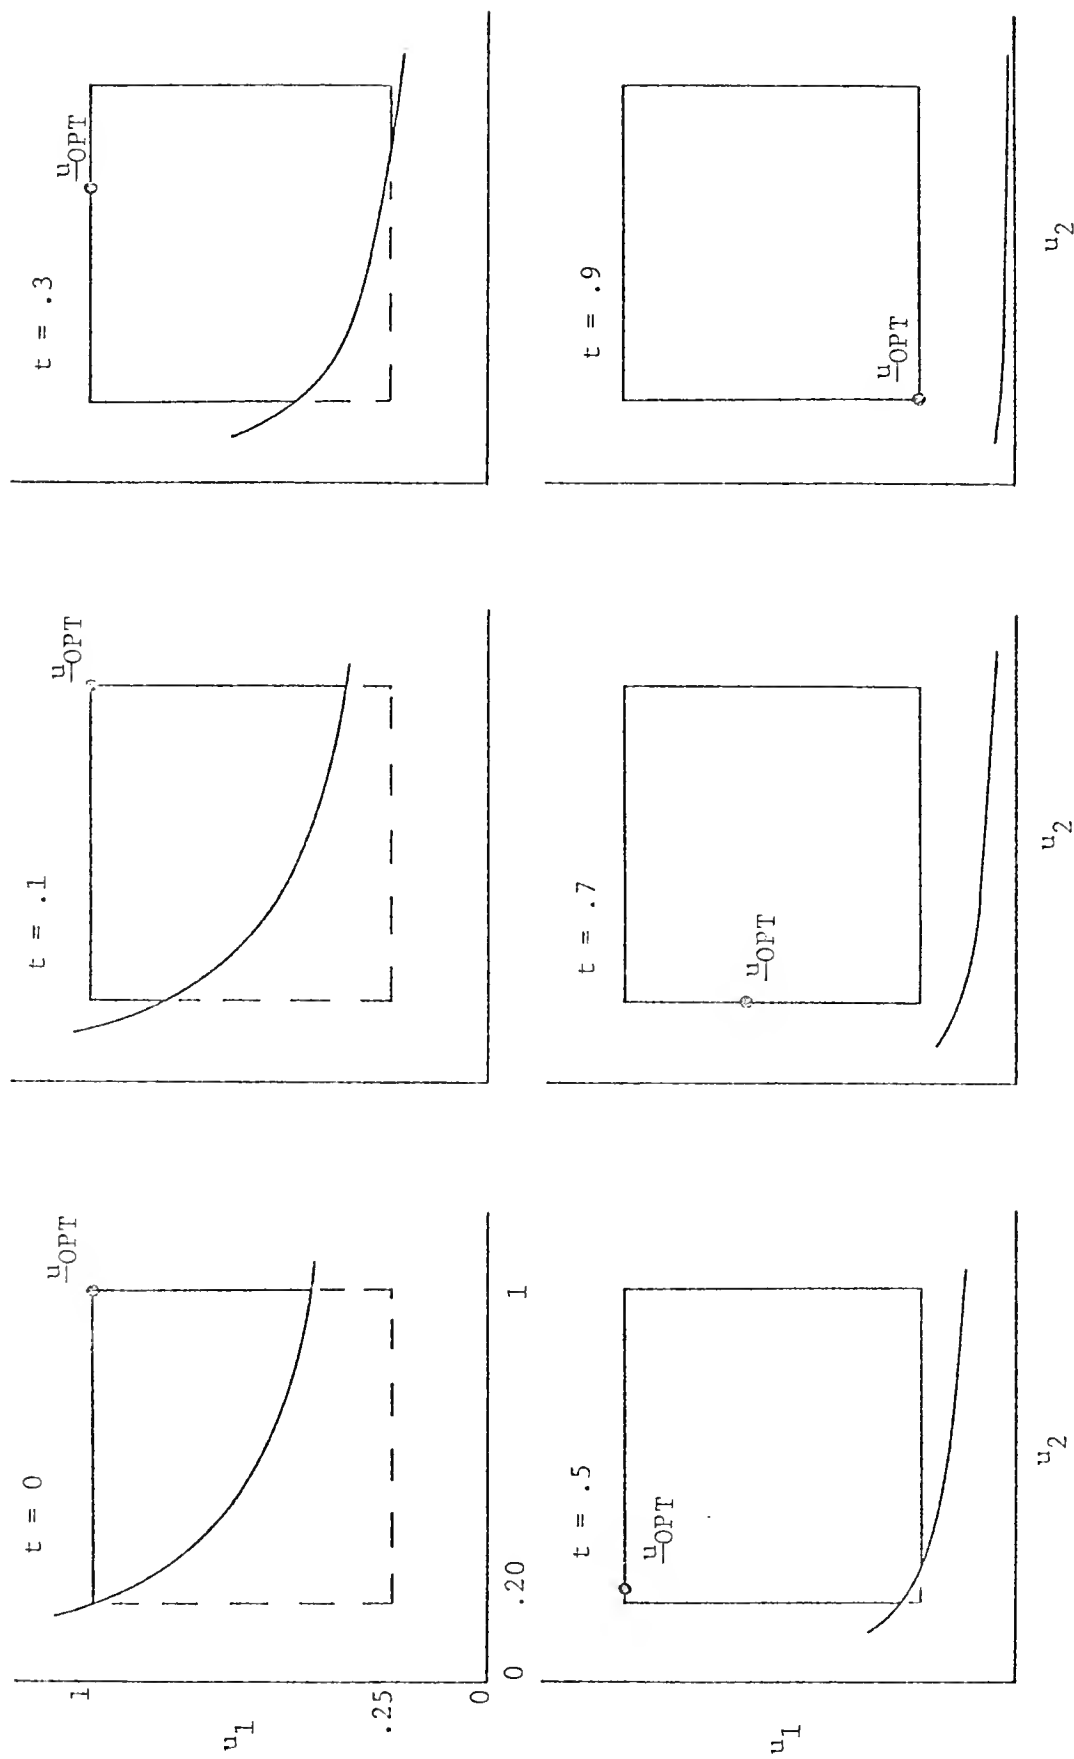 t = 0
t = .1
t = .3
u_OPT
u_OPT
u_OPT
u_1
1
.25
0
0
.20
1
t = .5
t = .7
t = .9
u_OPT
u_OPT
u_OPT
u_1
u_2
u_2
u_2